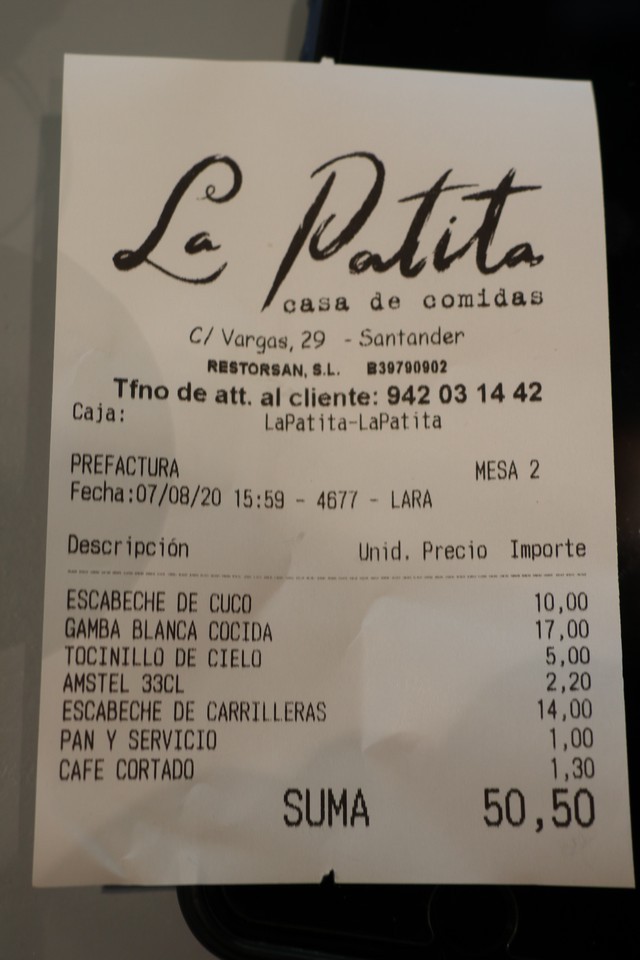 La Patita
casa de comidas
C/ Vargas, 29 - Santander
RESTORSAN, S.L. B39790902
Tfno de att. al cliente: 942 03 14 42
Caja: LaPatita-LaPatita
PREFACTURA MESA 2
Fecha:07/08/20 15:59 - 4677 - LARA
Descripción Unid. Precio Importe
ESCABECHE DE CUCO 10,00
GAMBA BLANCA COCIDA 17,00
TOCINILLO DE CIELO 5,00
AMSTEL 33CL 2,20
ESCABECHE DE CARRILLERAS 14,00
PAN Y SERVICIO 1,00
CAFE CORTADO 1,30
SUMA 50,50